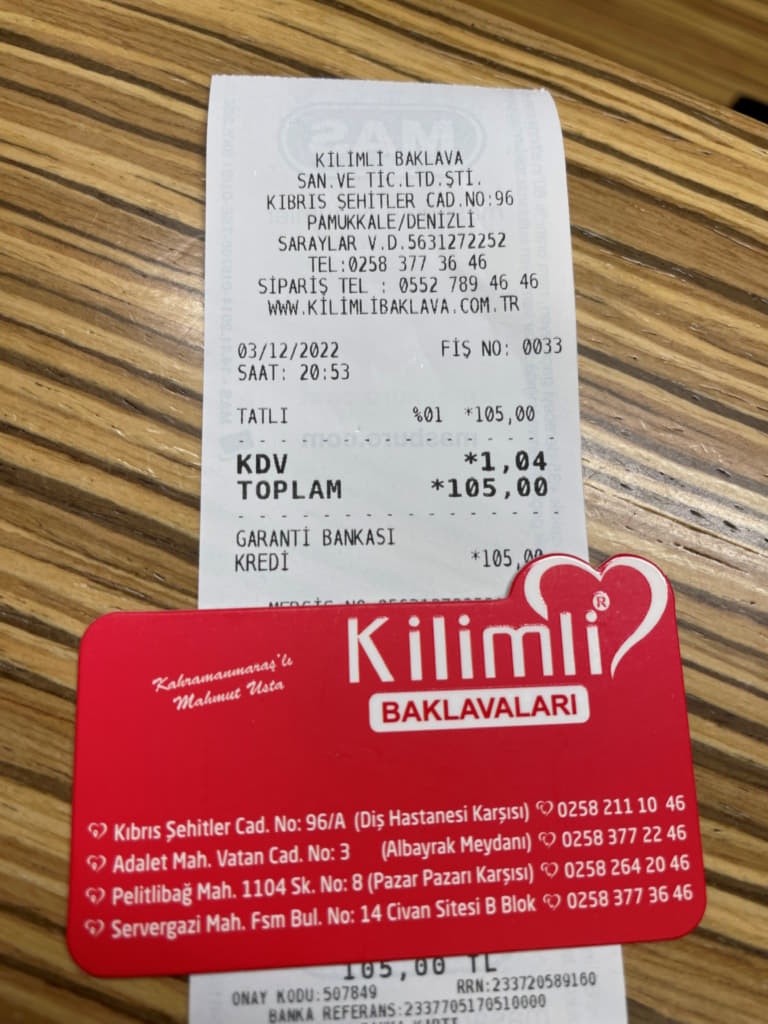 KİLİMLİ BAKLAVA
SAN.VE TİC.LTD.ŞTİ.
KIBRIS ŞEHİTLER CAD.NO:96
PAMUKKALE/DENİZLİ
SARAYLAR V.D.5631272252
TEL:0258 377 36 46
SİPARİŞ TEL : 0552 789 46 46
WWW.KİLİMLİBAKLAVA.COM.TR
03/12/2022 FİŞ NO: 0033
SAAT: 20:53
TATLI %01 *105,00
KDV *1,04
TOPLAM *105,00
GARANTİ BANKASI
KREDİ *105,00
Kahramanmaraş'lı
Mahmut Usta
Kilimli ®
BAKLAVALARI
Kıbrıs Şehitler Cad. No: 96/A (Diş Hastanesi Karşısı) 0258 211 10 46
Adalet Mah. Vatan Cad. No: 3 (Albayrak Meydanı) 0258 377 22 46
Pelitlibağ Mah. 1104 Sk. No: 8 (Pazar Pazarı Karşısı) 0258 264 20 46
Servergazi Mah. Fsm Bul. No: 14 Civan Sitesi B Blok 0258 377 36 46
105,00 TL
ONAY KODU:507849 RRN:233720589160
BANKA REFERANS:2337705170510000